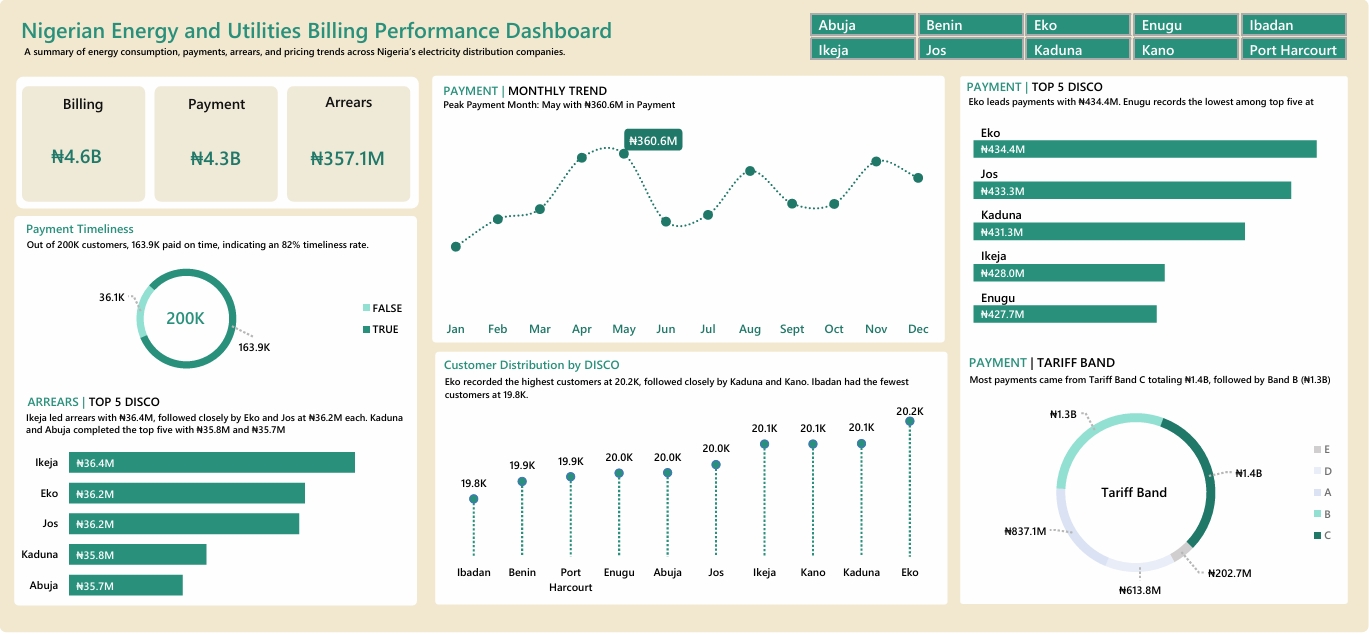 Nigerian Energy and Utilities Billing Performance Dashboard
A summary of energy consumption, payments, arrears, and pricing trends across Nigeria's electricity distribution companies.
Abuja Benin Eko Enugu Ibadan
Ikeja Jos Kaduna Kano Port Harcourt
Billing
₦4.6B
Payment
₦4.3B
Arrears
₦357.1M
Payment Timeliness
Out of 200K customers, 163.9K paid on time, indicating an 82% timeliness rate.
36.1K
200K
163.9K
FALSE
TRUE
ARREARS | TOP 5 DISCO
Ikeja led arrears with ₦36.4M, followed closely by Eko and Jos at ₦36.2M each. Kaduna
and Abuja completed the top five with ₦35.8M and ₦35.7M
Ikeja ₦36.4M
Eko ₦36.2M
Jos ₦36.2M
Kaduna ₦35.8M
Abuja ₦35.7M
PAYMENT | MONTHLY TREND
Peak Payment Month: May with ₦360.6M in Payment
₦360.6M
Jan Feb Mar Apr May Jun Jul Aug Sept Oct Nov Dec
Customer Distribution by DISCO
Eko recorded the highest customers at 20.2K, followed closely by Kaduna and Kano. Ibadan had the fewest
customers at 19.8K.
19.8K 19.9K 19.9K 20.0K 20.0K 20.0K 20.1K 20.1K 20.1K 20.2K
Ibadan Benin Port Enugu Abuja Jos Ikeja Kano Kaduna Eko
Harcourt
PAYMENT | TOP 5 DISCO
Eko leads payments with ₦434.4M. Enugu records the lowest among top five at
Eko
₦434.4M
Jos
₦433.3M
Kaduna
₦431.3M
Ikeja
₦428.0M
Enugu
₦427.7M
PAYMENT | TARIFF BAND
Most payments came from Tariff Band C totaling ₦1.4B, followed by Band B (₦1.3B)
₦1.3B
₦1.4B
Tariff Band
₦837.1M
₦202.7M
₦613.8M
E
D
A
B
C